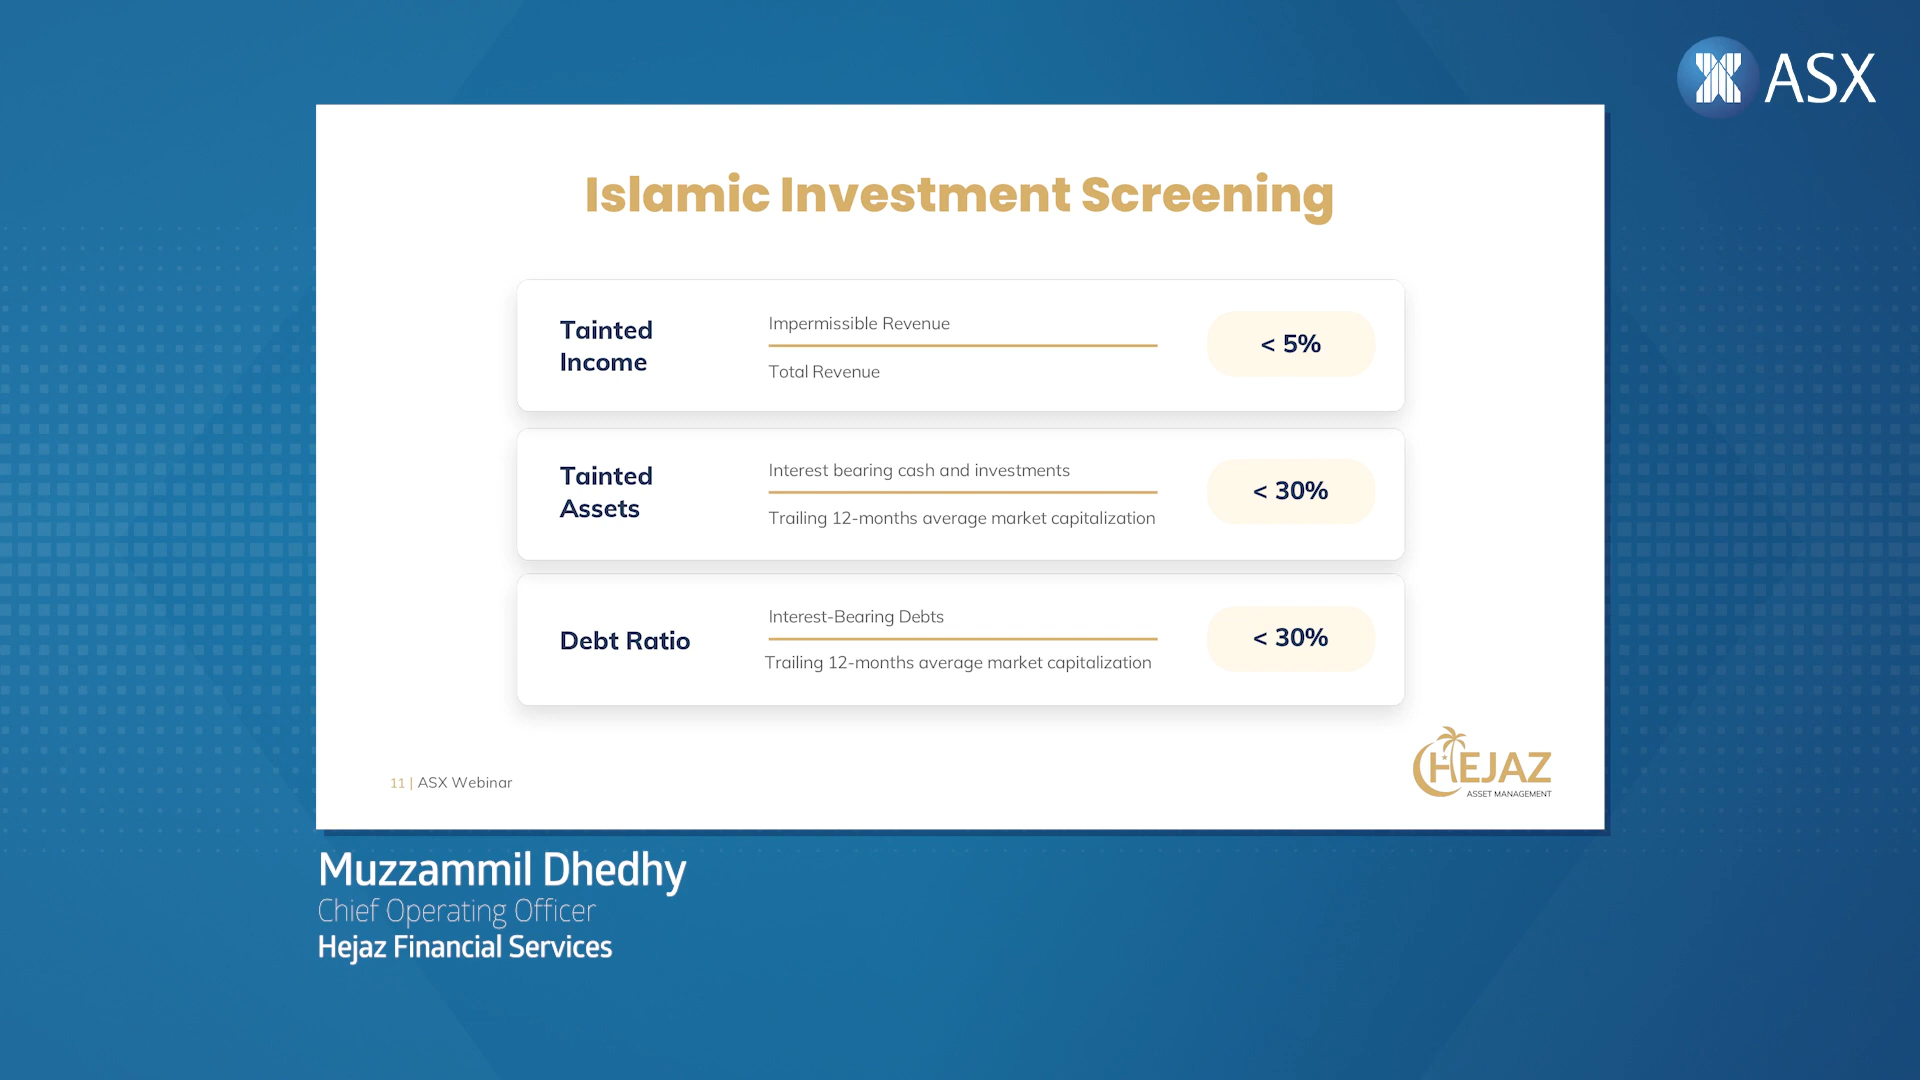 ASX
Islamic Investment Screening
Tainted
Income
Impermissible Revenue
Total Revenue
< 5%
Tainted
Assets
Interest bearing cash and investments
Trailing 12-months average market capitalization
< 30%
Debt Ratio
Interest-Bearing Debts
Trailing 12-months average market capitalization
< 30%
11 | ASX Webinar
HEJAZ
ASSET MANAGEMENT
Muzzammil Dhedhy
Chief Operating Officer
Hejaz Financial Services